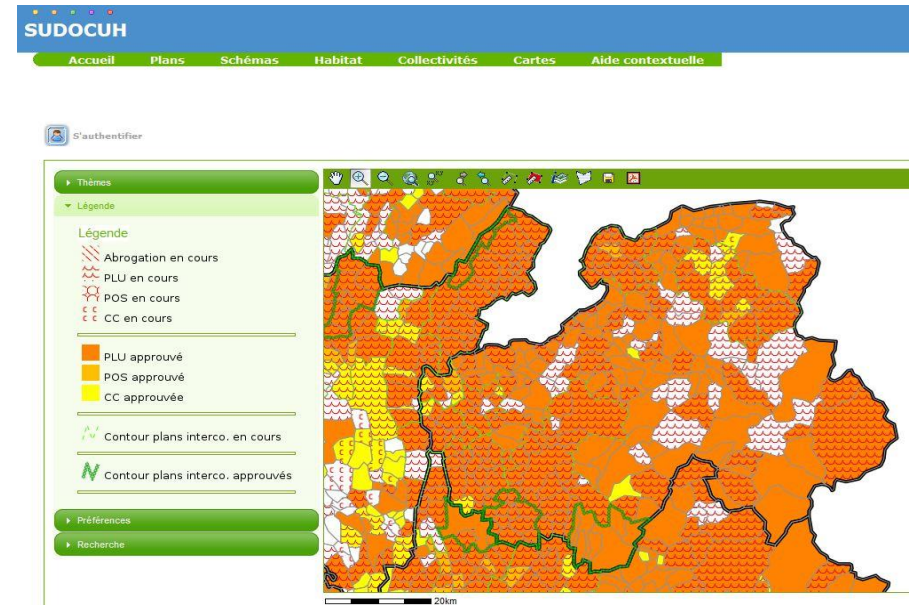 SUDOCUH
Accueil Plans Schémas Habitat Collectivités Cartes Aide contextuelle
S'authentifier
Thèmes
Légende
Légende
Abrogation en cours
PLU en cours
POS en cours
CC en cours
PLU approuvé
POS approuvé
CC approuvée
Contour plans interco. en cours
Contour plans interco. approuvés
Préférences
Recherche
20km